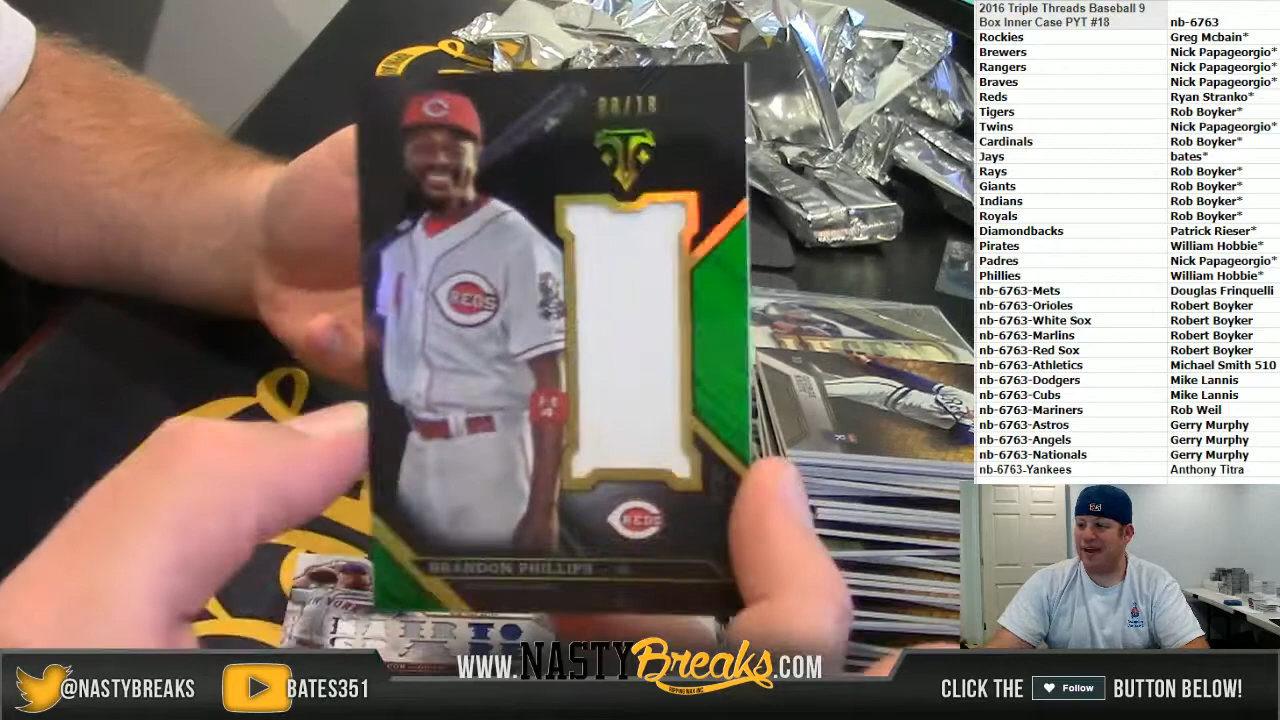 2016 Triple Threads Baseball 9
Box Inner Case PYT #18 nb-6763
Rockies Greg Mcbain*
Brewers Nick Papageorgio*
Rangers Nick Papageorgio*
Braves Nick Papageorgio*
Reds Ryan Stranko*
Tigers Rob Boyker*
Twins Nick Papageorgio*
Cardinals Rob Boyker*
Jays bates*
Rays Rob Boyker*
Giants Rob Boyker*
Indians Rob Boyker*
Royals Rob Boyker*
Diamondbacks Patrick Rieser*
Pirates William Hobbie*
Padres Nick Papageorgio*
Phillies William Hobbie*
nb-6763-Mets Douglas Frinquelli
nb-6763-Orioles Robert Boyker
nb-6763-White Sox Robert Boyker
nb-6763-Marlins Robert Boyker
nb-6763-Red Sox Robert Boyker
nb-6763-Athletics Michael Smith 510
nb-6763-Dodgers Mike Lannis
nb-6763-Cubs Mike Lannis
nb-6763-Mariners Rob Weil
nb-6763-Astros Gerry Murphy
nb-6763-Angels Gerry Murphy
nb-6763-Nationals Gerry Murphy
nb-6763-Yankees Anthony Titra
REDS
REDS
BRANDON PHILLIPS
@NASTYBREAKS
BATES351
WWW.NASTYBreaks.COM
CLICK THE Follow BUTTON BELOW!